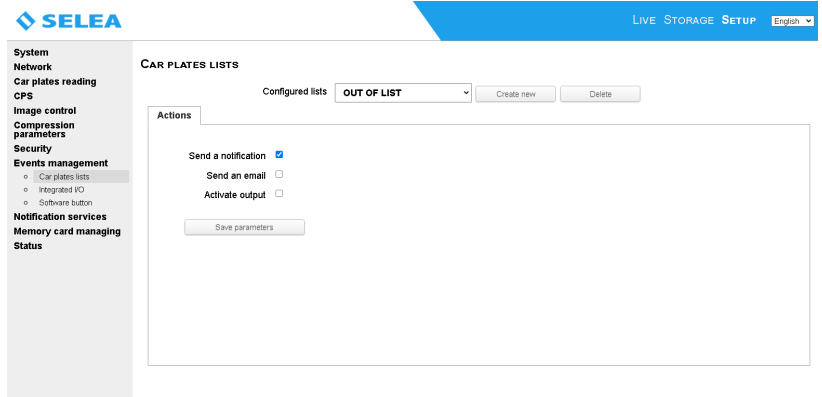 SELEA
LIVE STORAGE SETUP English
System
Network
Car plates reading
CPS
Image control
Compression
parameters
Security
Events management
Car plates lists
Integrated I/O
Software button
Notification services
Memory card managing
Status
CAR PLATES LISTS
Configured lists OUT OF LIST Create new Delete
Actions
Send a notification
Send an email
Activate output
Save parameters